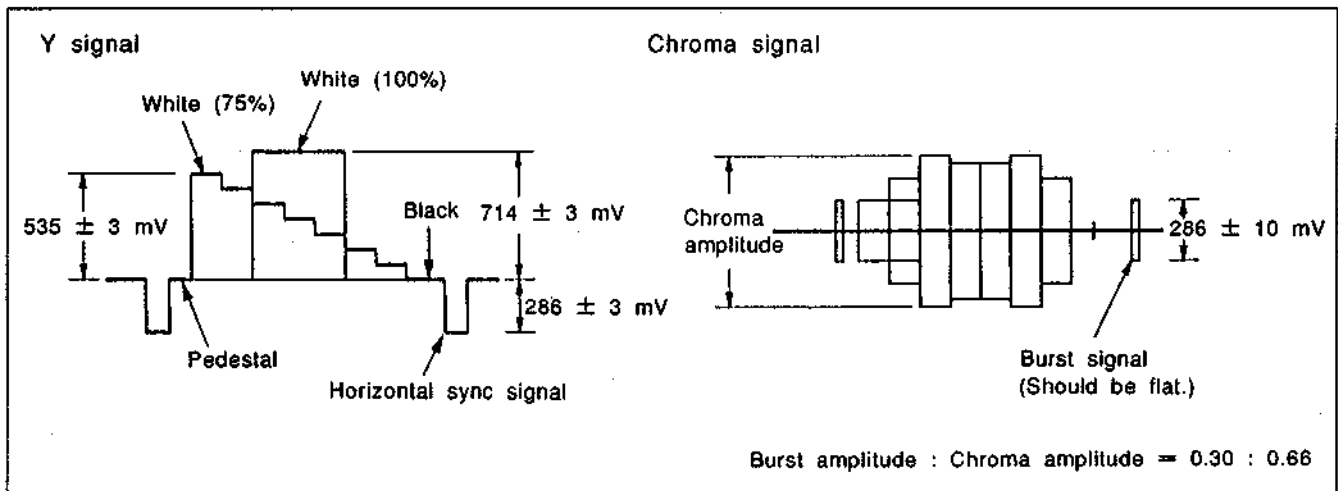 Y signal
White (100%)
White (75%)
535 ± 3 mV
Black
714 ± 3 mV
286 ± 3 mV
Pedestal
Horizontal sync signal
Chroma signal
Chroma
amplitude
286 ± 10 mV
Burst signal
(Should be flat.)
Burst amplitude : Chroma amplitude = 0.30 : 0.66